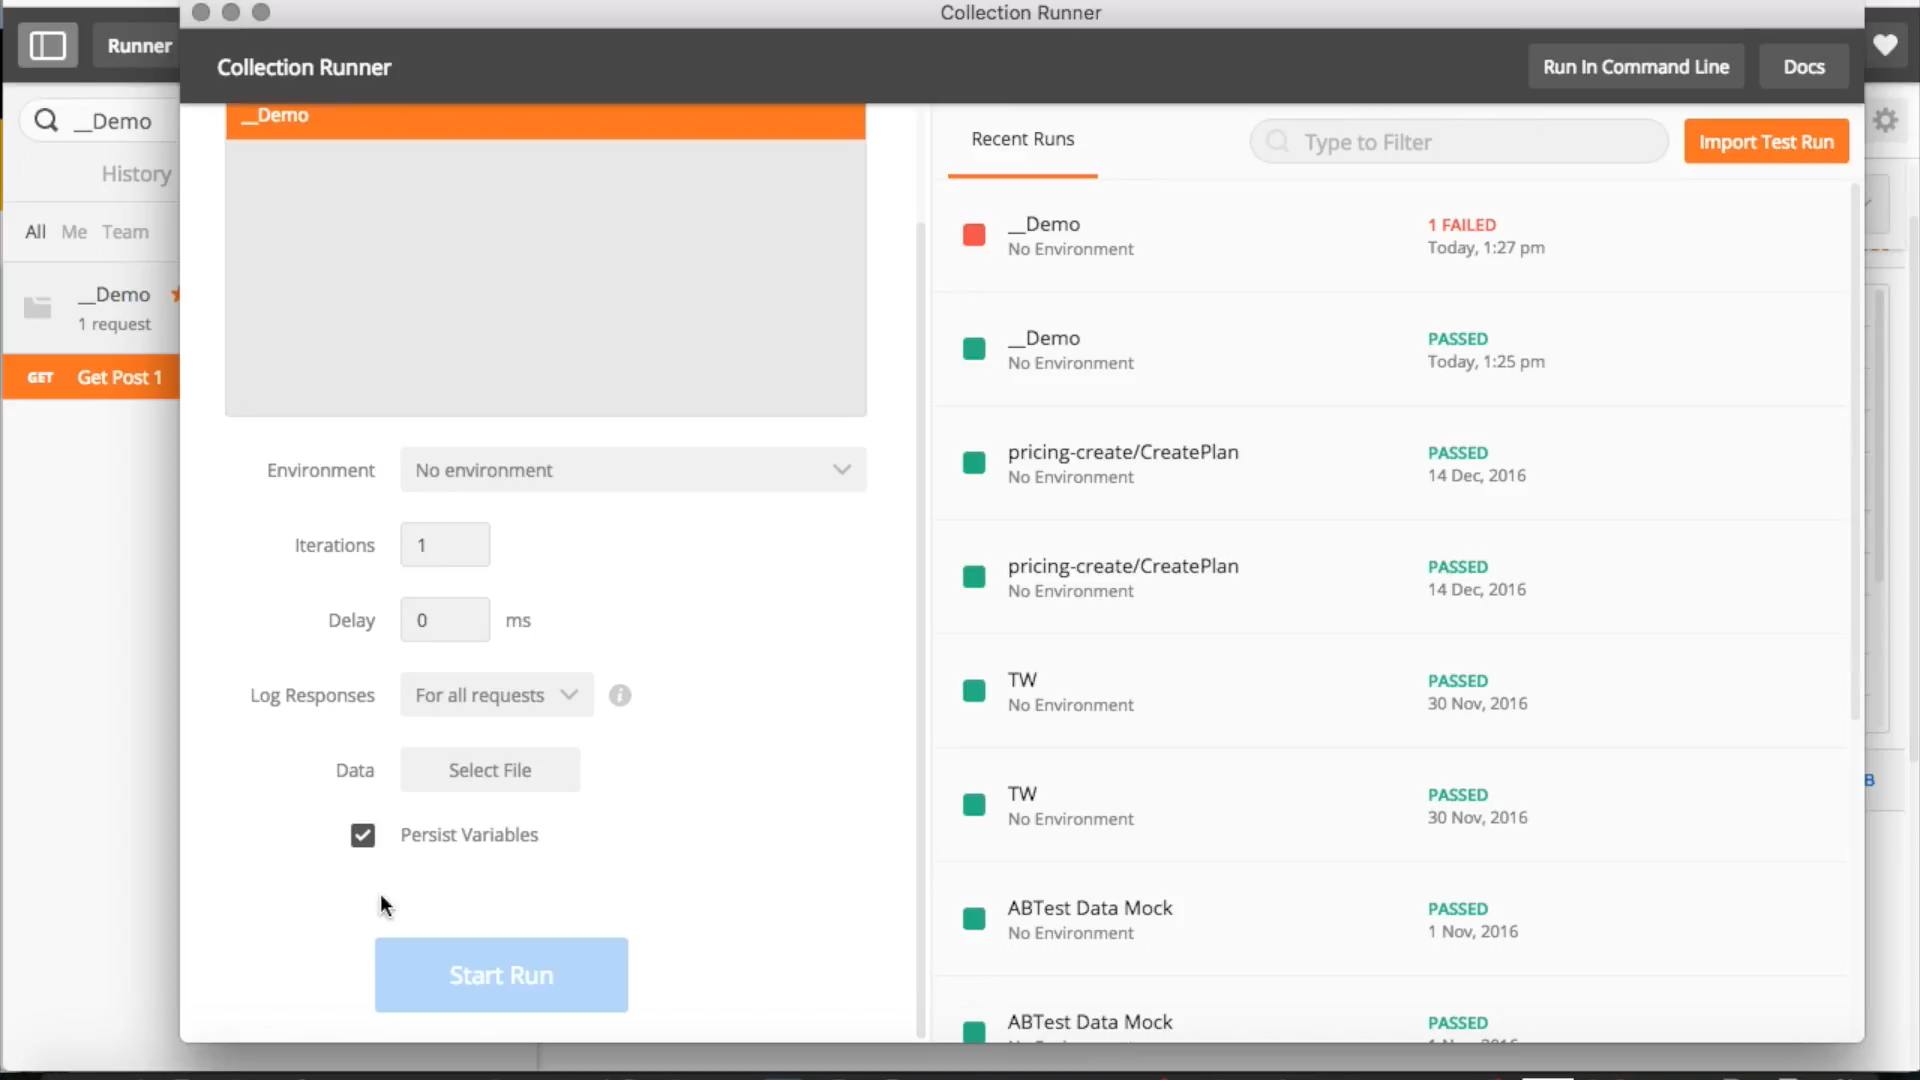 Collection Runner
Runner
Collection Runner
Run In Command Line
Docs
__Demo
History
All
Me
Team
__Demo
1 request
GET
Get Post 1
__Demo
Environment
No environment
Iterations
1
Delay
0
ms
Log Responses
For all requests
Data
Select File
Persist Variables
Start Run
Recent Runs
Type to Filter
Import Test Run
__Demo
No Environment
1 FAILED
Today, 1:27 pm
__Demo
No Environment
PASSED
Today, 1:25 pm
pricing-create/CreatePlan
No Environment
PASSED
14 Dec, 2016
pricing-create/CreatePlan
No Environment
PASSED
14 Dec, 2016
TW
No Environment
PASSED
30 Nov, 2016
TW
No Environment
PASSED
30 Nov, 2016
ABTest Data Mock
No Environment
PASSED
1 Nov, 2016
ABTest Data Mock
PASSED
B